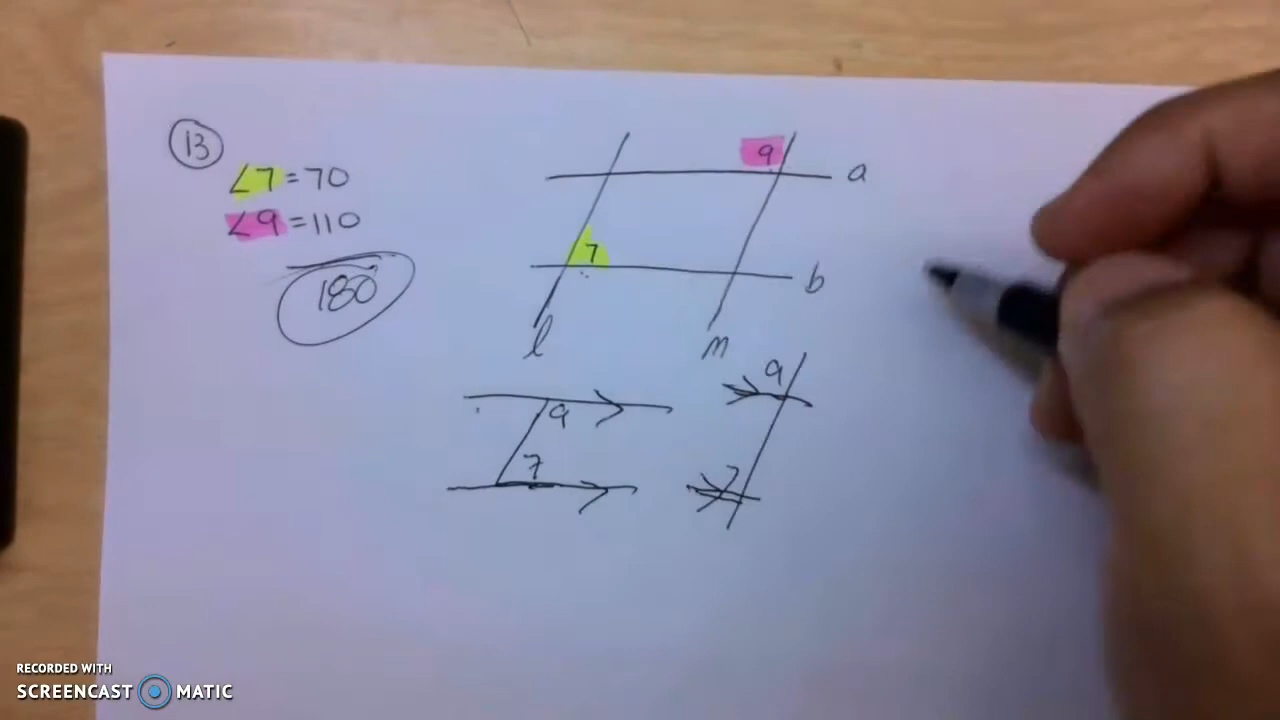 13
∠7=70
∠9=110
180
9
a
7
b
l
m
9
9
7
7
RECORDED WITH
SCREENCAST MATIC